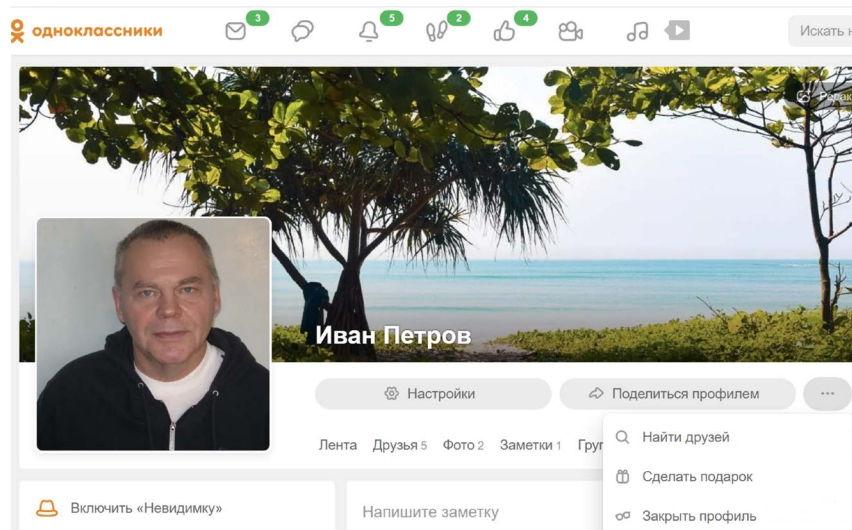 3 5 2 4
одноклассники Искать
Иван Петров
Настройки Поделиться профилем ...
Лента Друзья 5 Фото 2 Заметки 1
Найти друзей
Сделать подарок
Включить «Невидимку» Напишите заметку Закрыть профиль